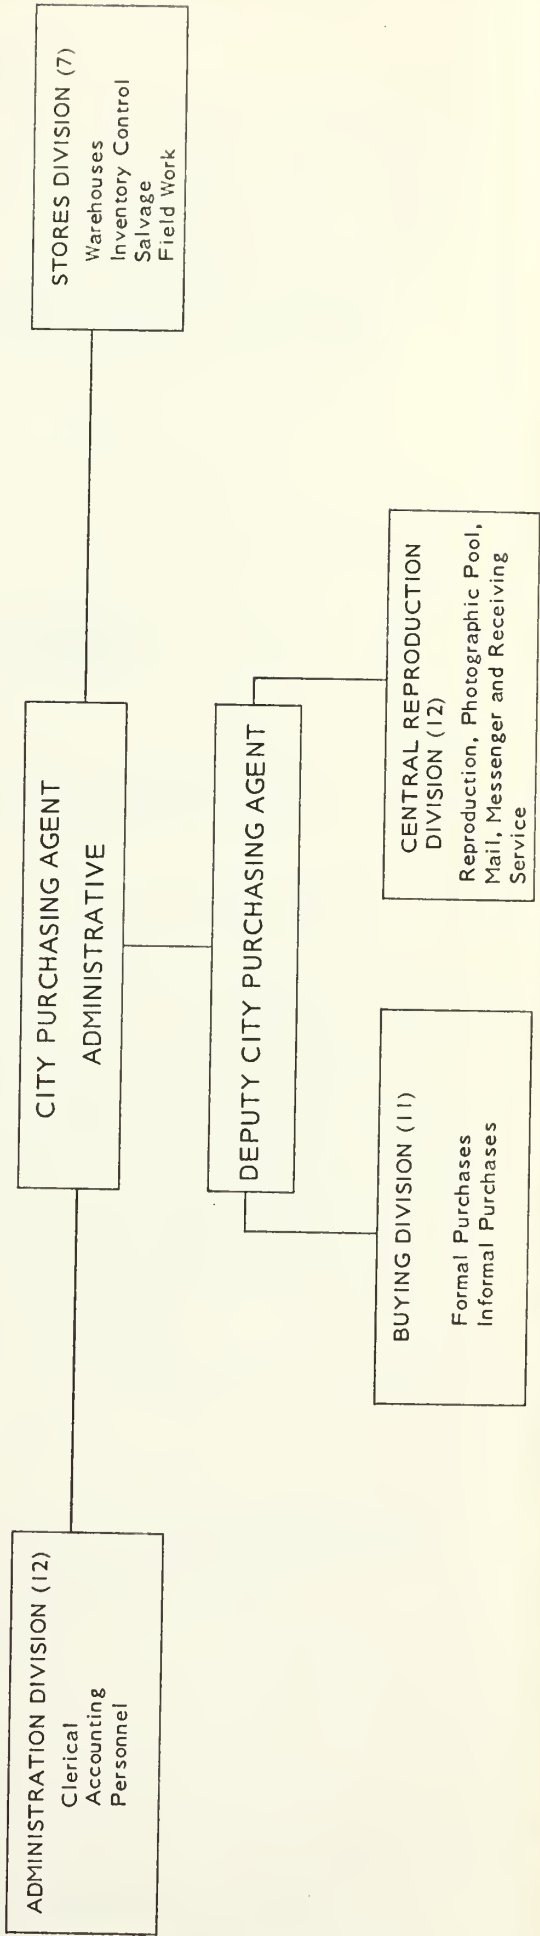 CITY PURCHASING AGENT
ADMINISTRATIVE
ADMINISTRATION DIVISION (12)
Clerical
Accounting
Personnel
STORES DIVISION (7)
Warehouses
Inventory Control
Salvage
Field Work
DEPUTY CITY PURCHASING AGENT
BUYING DIVISION (11)
Formal Purchases
Informal Purchases
CENTRAL REPRODUCTION
DIVISION (12)
Reproduction, Photographic Pool,
Mail, Messenger and Receiving
Service